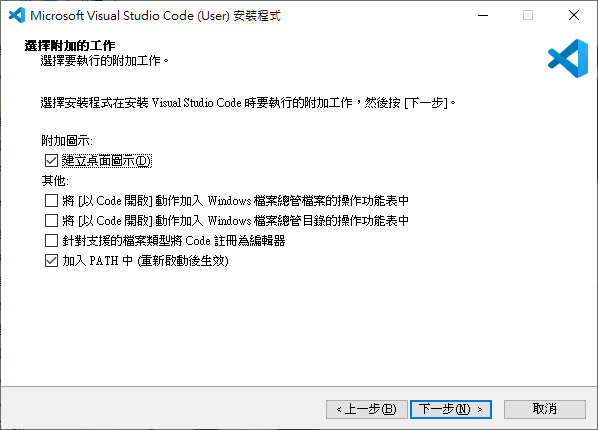 Microsoft Visual Studio Code (User) 安裝程式
選擇附加的工作
選擇要執行的附加工作。
選擇安裝程式在安裝 Visual Studio Code 時要執行的附加工作，然後按 [下一步]。
附加圖示:
建立桌面圖示(D)
其他:
將 [以 Code 開啟] 動作加入 Windows 檔案總管檔案的操作功能表中
將 [以 Code 開啟] 動作加入 Windows 檔案總管目錄的操作功能表中
針對支援的檔案類型將 Code 註冊為編輯器
加入 PATH 中 (重新啟動後生效)
< 上一步(B) 下一步(N) > 取消